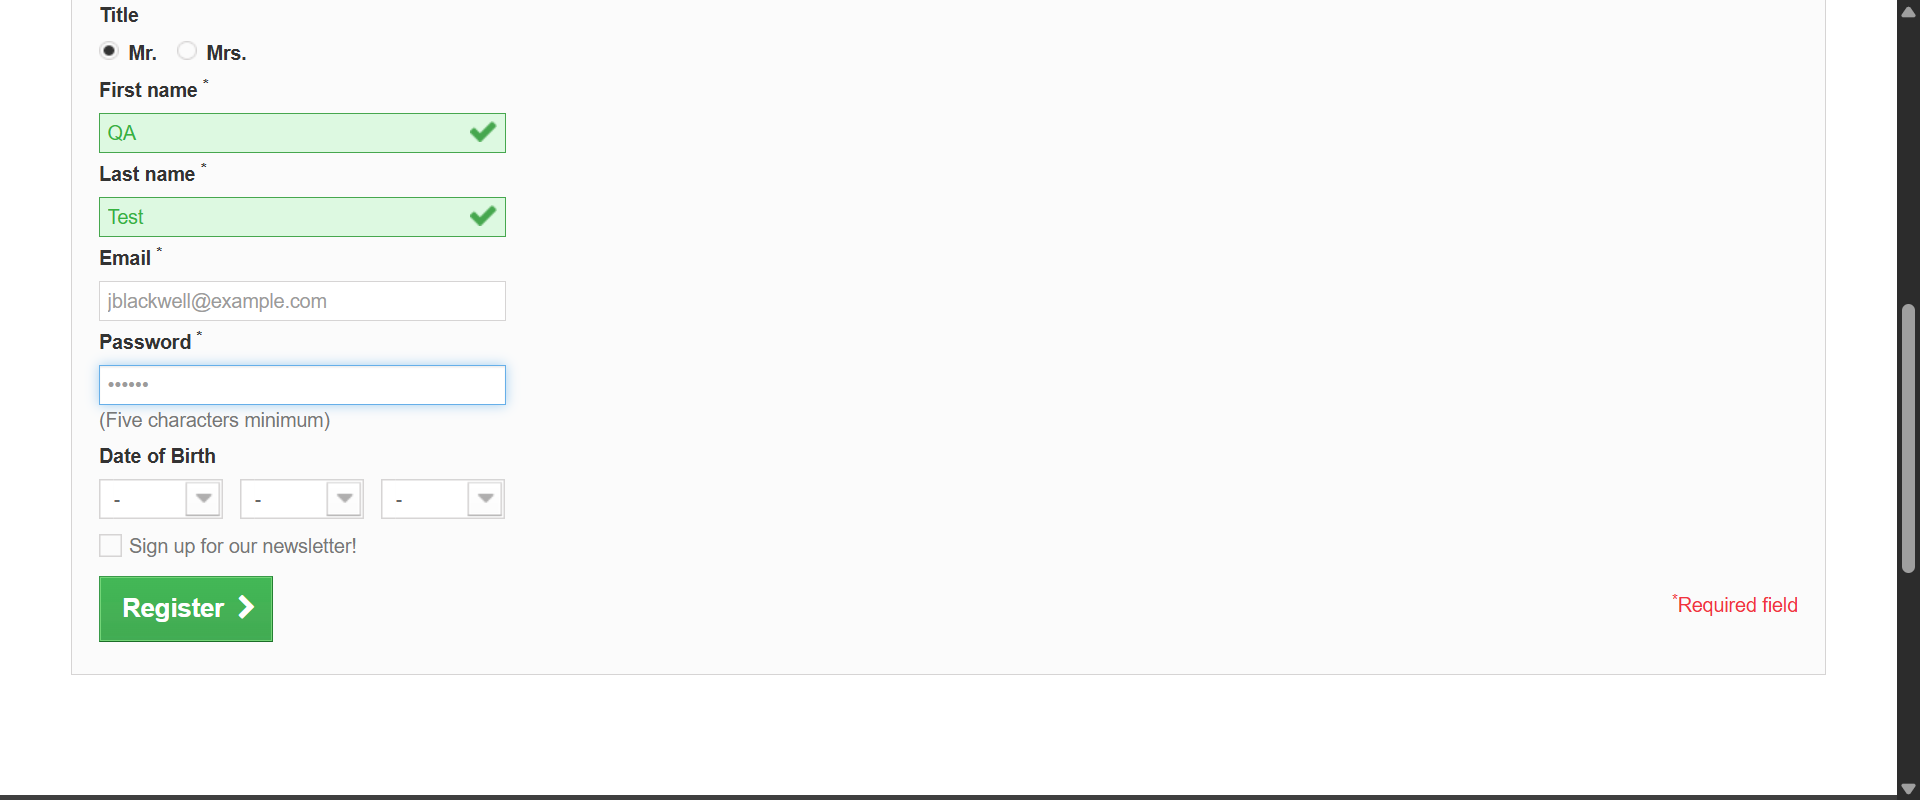 Title
Mr. Mrs.
First name *
QA
Last name *
Test
Email *
jblackwell@example.com
Password *
••••••
(Five characters minimum)
Date of Birth
- - -
Sign up for our newsletter!
Register
*Required field